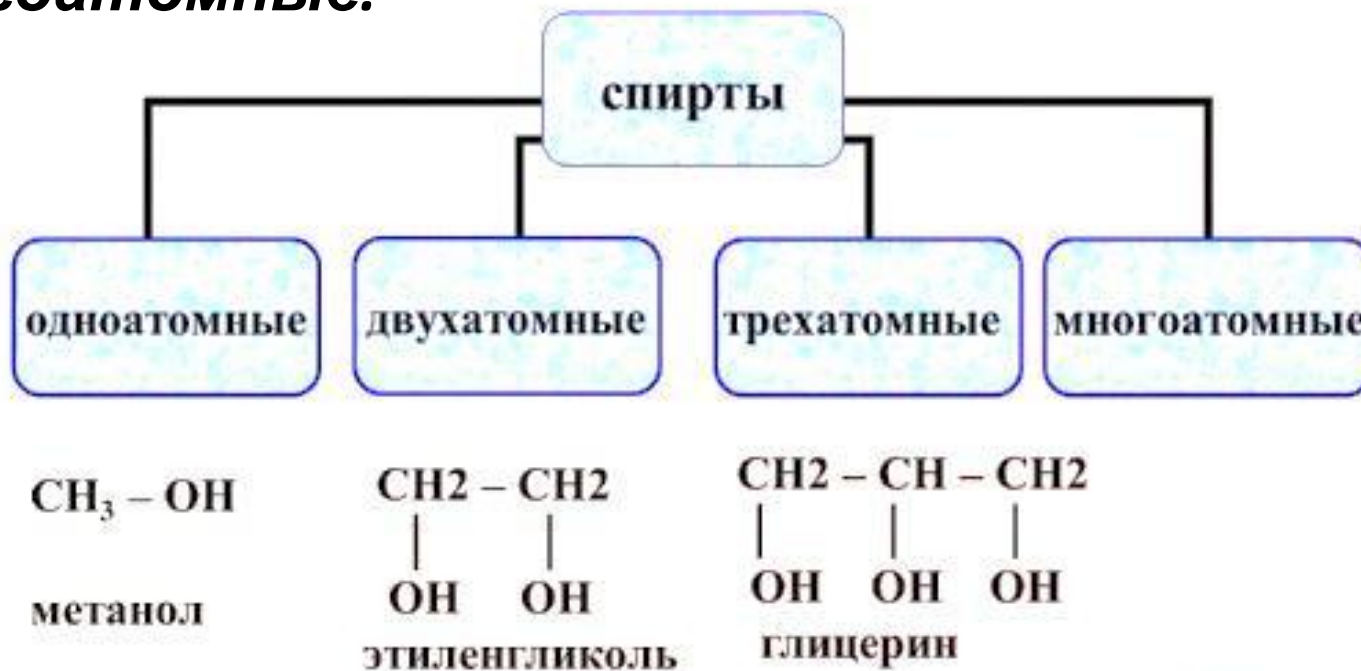 спирты
одноатомные двухатомные трехатомные многоатомные
CH₃ – OH CH2 – CH2 CH2 – CH – CH2
| | | | |
OH OH OH OH OH
метанол этиленгликоль глицерин